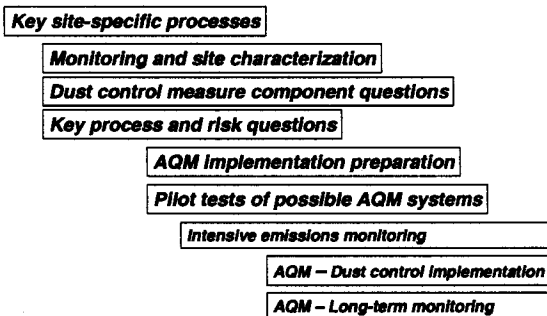 Key site-specific processes
Monitoring and site characterization
Dust control measure component questions
Key process and risk questions
AQM implementation preparation
Pilot tests of possible AQM systems
Intensive emissions monitoring
AQM – Dust control implementation
AQM – Long-term monitoring